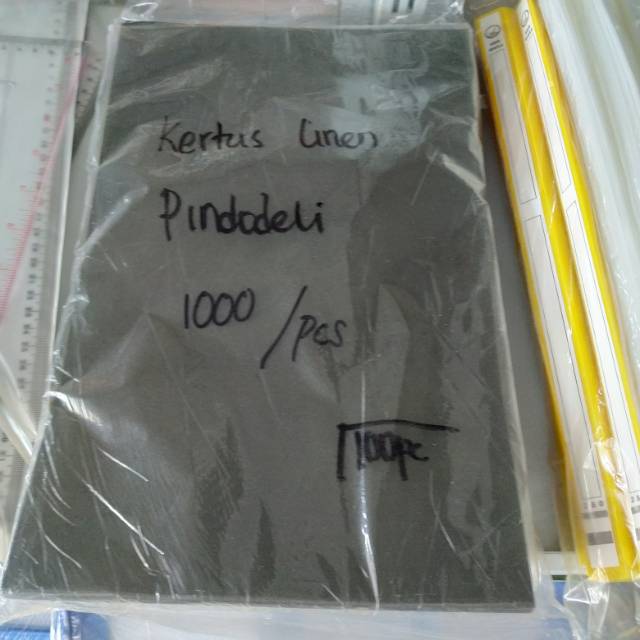 Kertas Linen
Pindodeli
1000 /pcs
100pc